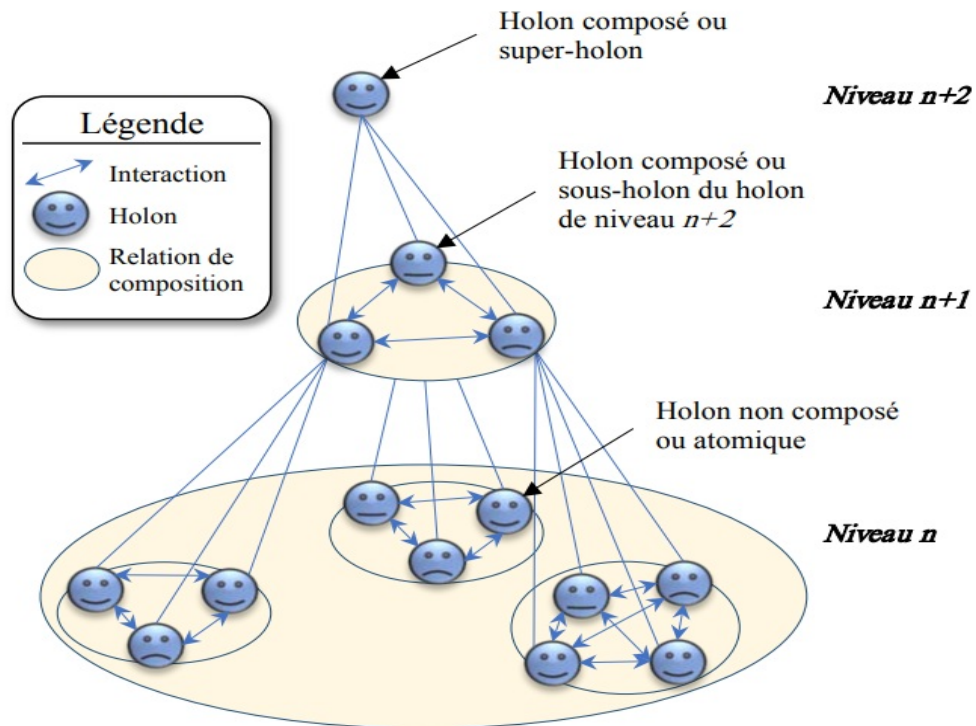 Holon composé ou
super-holon
Niveau n+2
Légende
Interaction
Holon
Relation de
composition
Holon composé ou
sous-holon du holon
de niveau n+2
Niveau n+1
Holon non composé
ou atomique
Niveau n